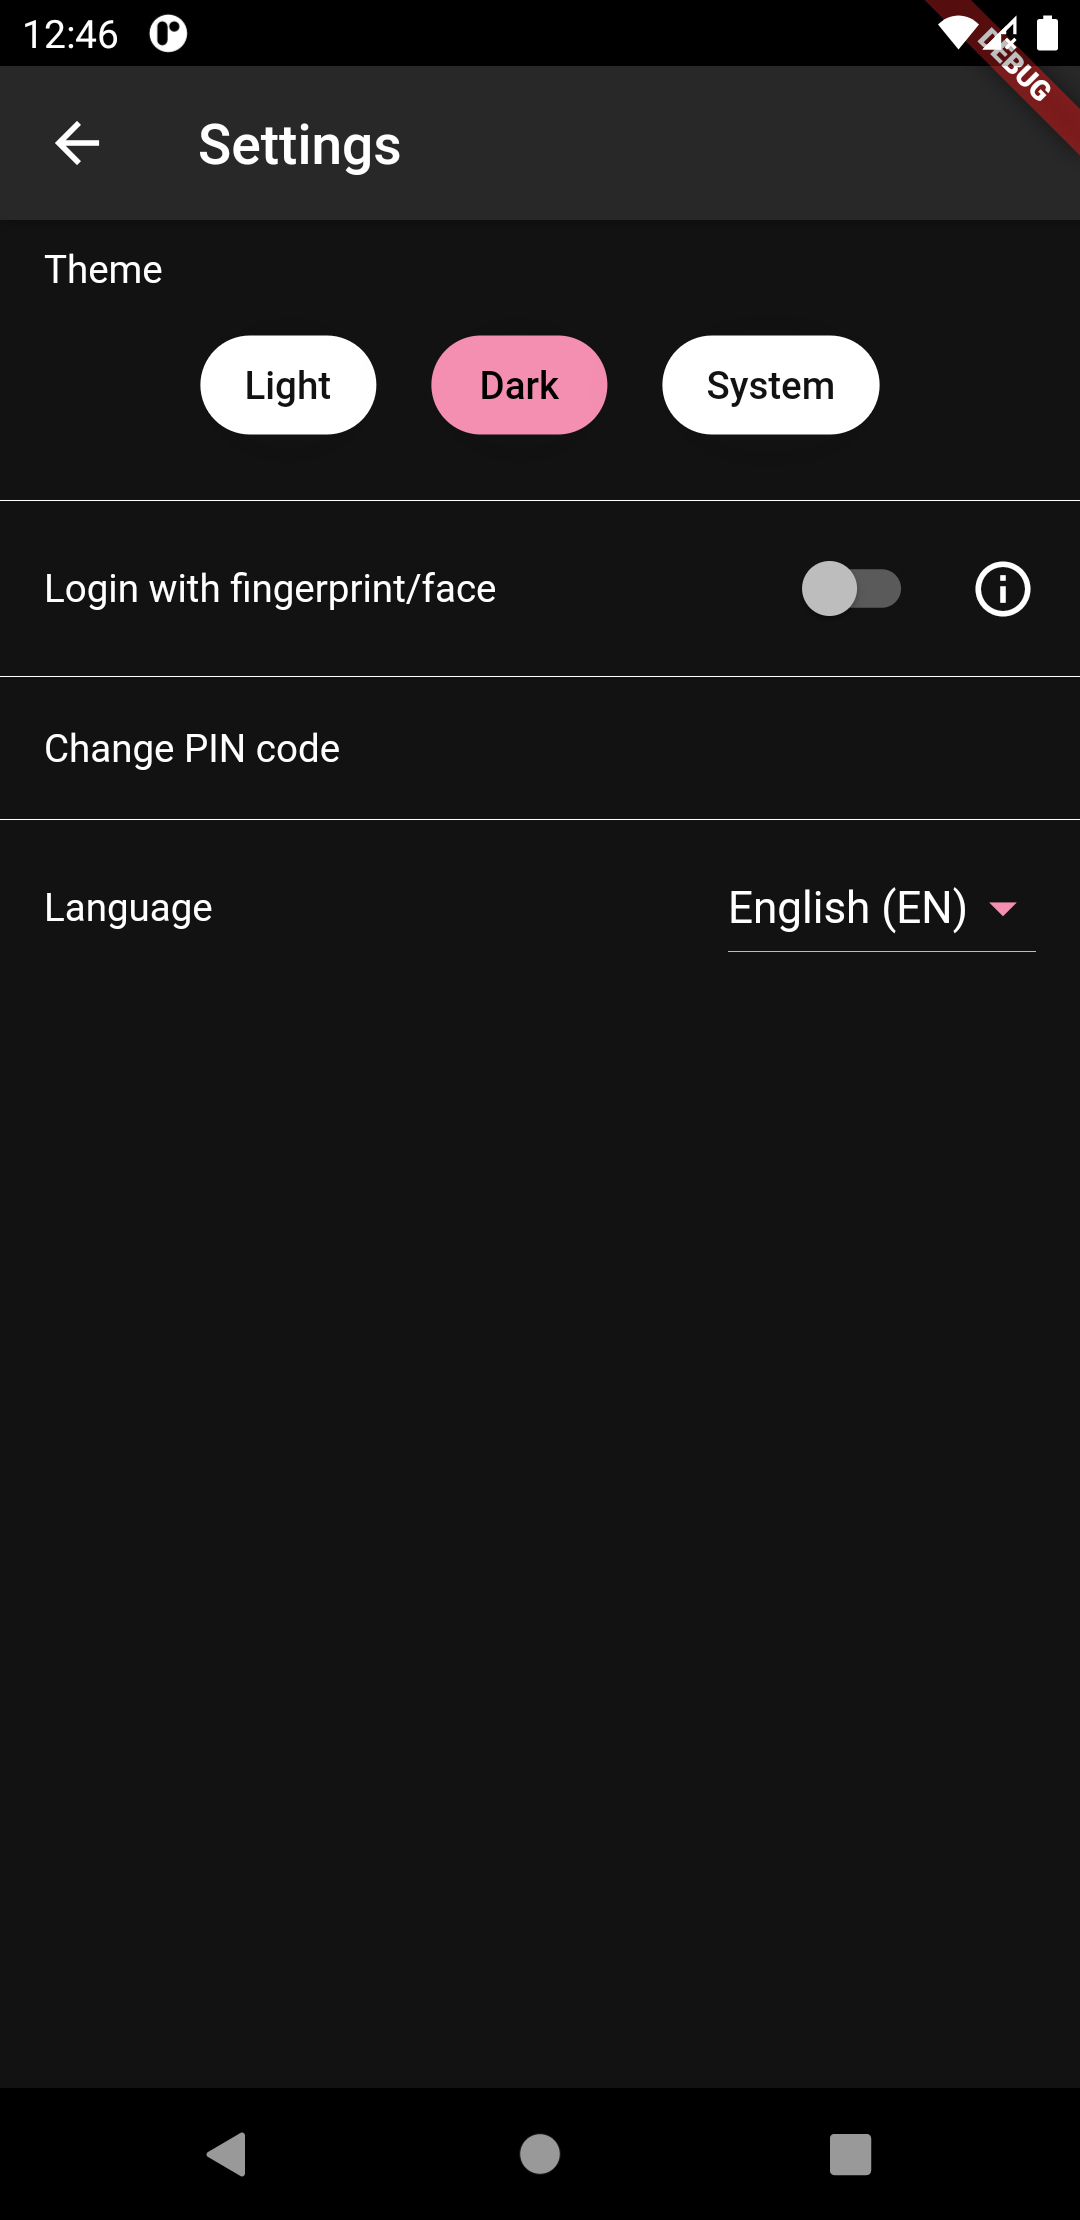 12:46
DEBUG
Settings
Theme
Light Dark System
Login with fingerprint/face
Change PIN code
Language English (EN)